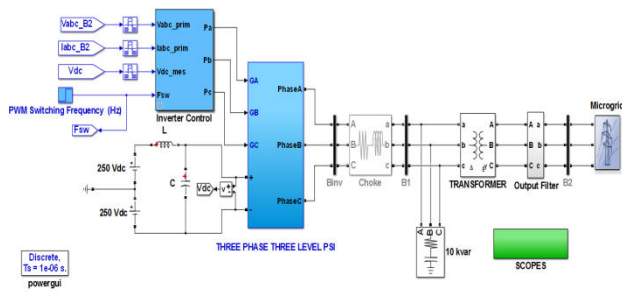 Vabc_B2
Iabc_B2
Vdc
PWM Switching Frequency (Hz)
Fsw
Vabc_prim
Iabc_prim
Vdc_mes
Fsw
Pa
Pb
Pc
Inverter Control
L
250 Vdc
250 Vdc
C
Vdc
v
+
-
GA
GB
GC
+
-
PhaseA
PhaseB
PhaseC
THREE PHASE THREE LEVEL PSI
Binv
A
B
C
Choke
B1
a
b
c
A
B
C
TRANSFORMER
A
B
C
a
b
c
Output Filter
B2
Microgrid
A
B
C
10 kvar
SCOPES
Discrete,
Ts = 1e-06 s.
powergui